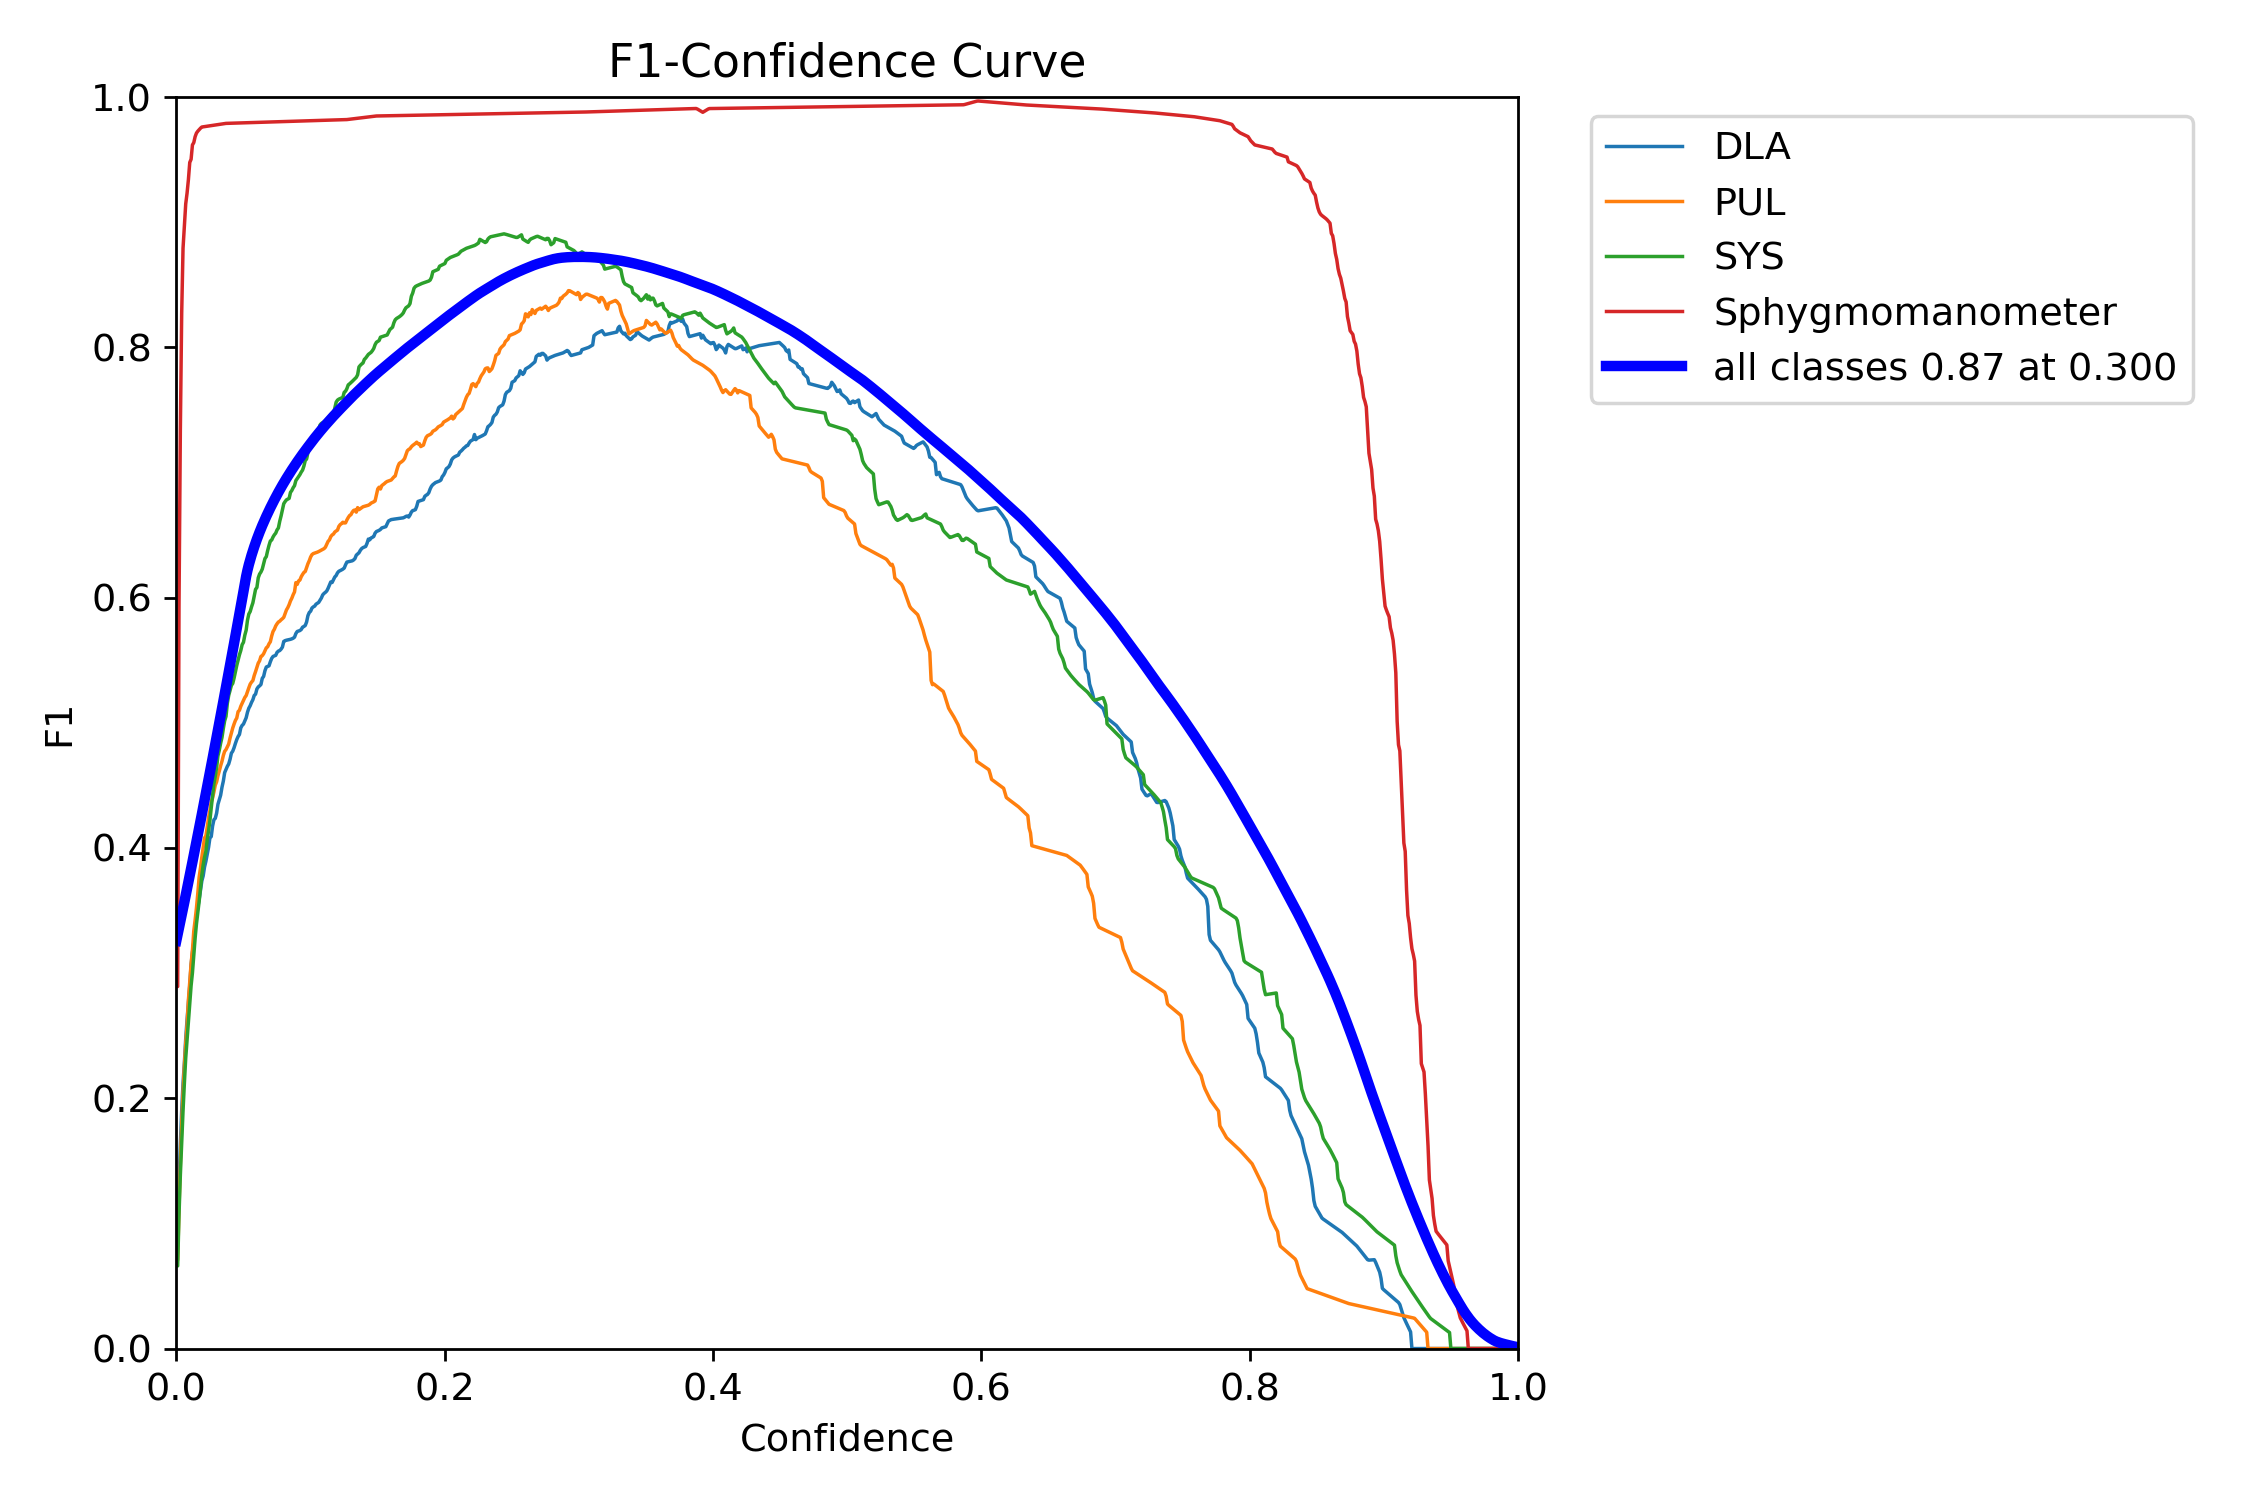 F1-Confidence Curve
1.0
0.8
0.6
0.4
0.2
0.0
F1
0.0 0.2 0.4 0.6 0.8 1.0
Confidence
DLA
PUL
SYS
Sphygmomanometer
all classes 0.87 at 0.300